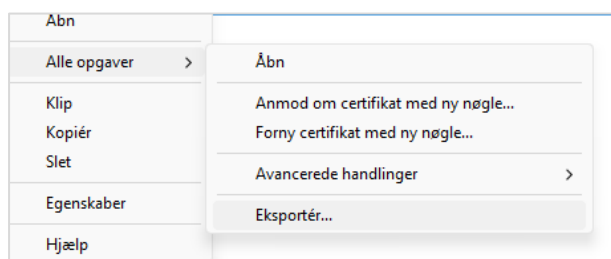 Åbn
Alle opgaver
Klip
Kopiér
Slet
Egenskaber
Hjælp
Åbn
Anmod om certifikat med ny nøgle...
Forny certifikat med ny nøgle...
Avancerede handlinger
Eksportér...